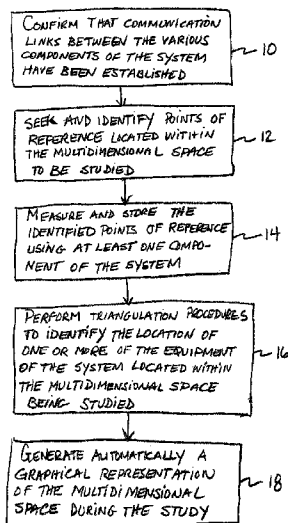 CONFIRM THAT COMMUNICATION
LINKS BETWEEN THE VARIOUS
COMPONENTS OF THE SYSTEM
HAVE BEEN ESTABLISHED
10
SEEK AND IDENTIFY POINTS OF
REFERENCE LOCATED WITHIN
THE MULTIDIMENSIONAL SPACE
TO BE STUDIED
12
MEASURE AND STORE THE
IDENTIFIED POINTS OF REFERENCE
USING AT LEAST ONE COMPO-
NENT OF THE SYSTEM
14
PERFORM TRIANGULATION PROCEDURES
TO IDENTIFY THE LOCATION OF
ONE OR MORE OF THE EQUIPMENT
OF THE SYSTEM LOCATED WITHIN
THE MULTIDIMENSIONAL SPACE
BEING STUDIED
16
GENERATE AUTOMATICALLY A
GRAPHICAL REPRESENTATION
OF THE MULTIDIMENSIONAL
SPACE DURING THE STUDY
18